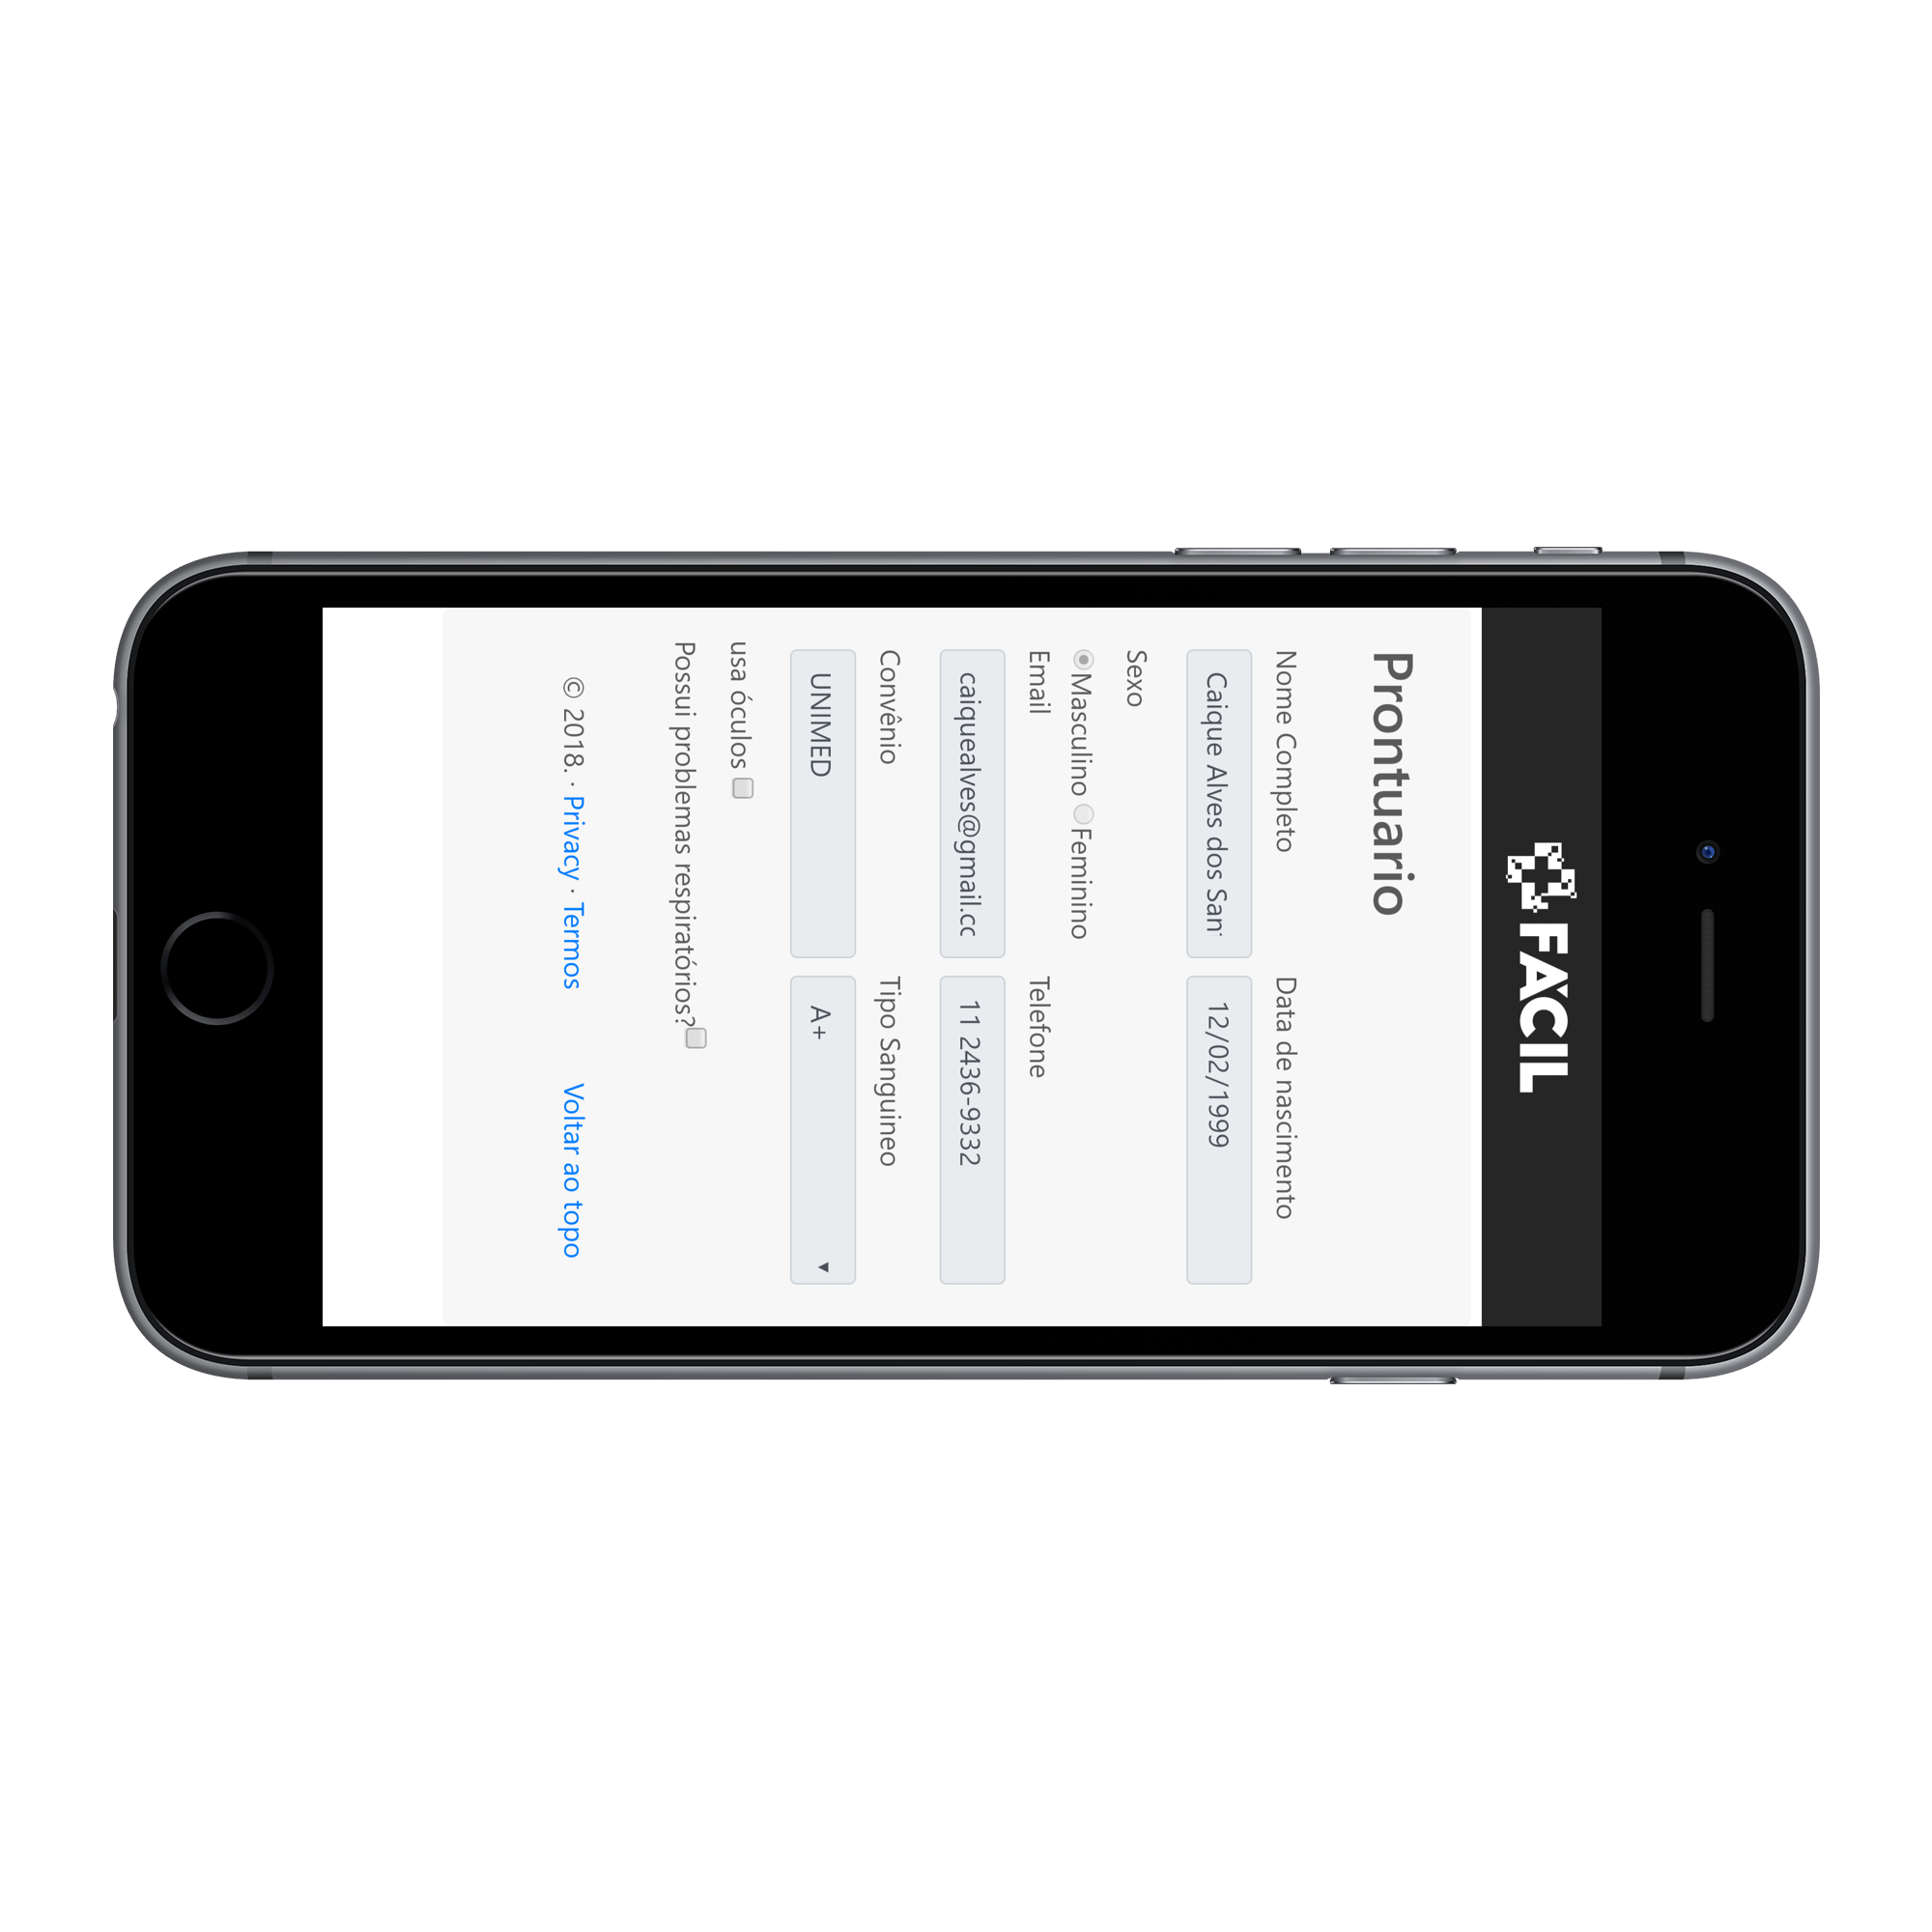 FÁCIL
Prontuario
Nome Completo Data de nascimento
Caique Alves dos San 12/02/1999
Sexo
Masculino Feminino
Email Telefone
caiquealves@gmail.cc 11 2436-9332
Convênio Tipo Sanguineo
UNIMED A+
usa óculos
Possui problemas respiratórios?
© 2018. · Privacy · Termos Voltar ao topo